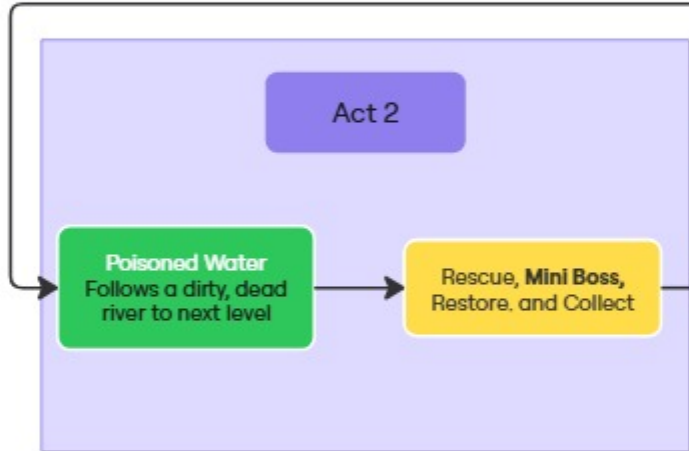 Act 2
Poisoned Water
Follows a dirty, dead
river to next level
Rescue, Mini Boss,
Restore. and Collect